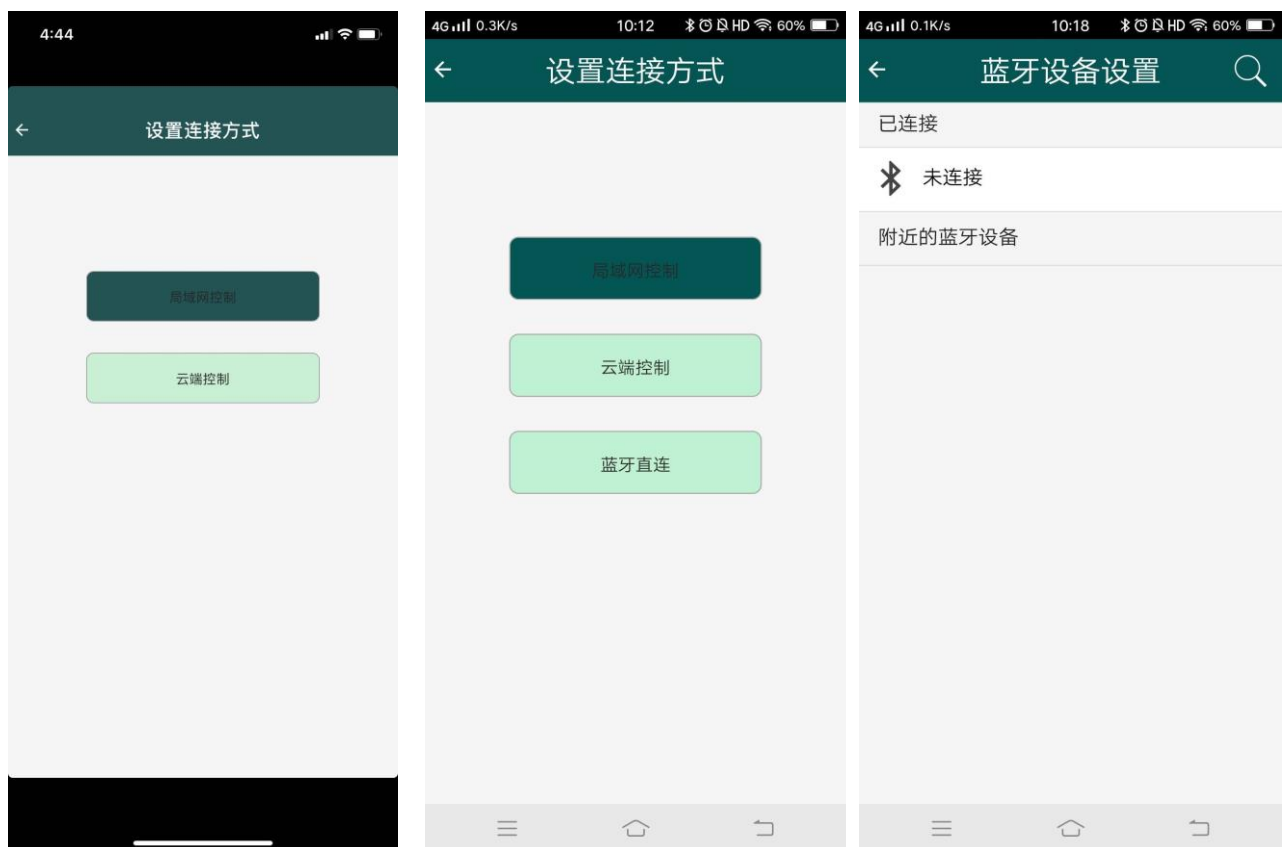 4:44
设置连接方式
局域网控制
云端控制
4G 0.3K/s 10:12 HD 60%
设置连接方式
局域网控制
云端控制
蓝牙直连
4G 0.1K/s 10:18 HD 60%
蓝牙设备设置
已连接
未连接
附近的蓝牙设备